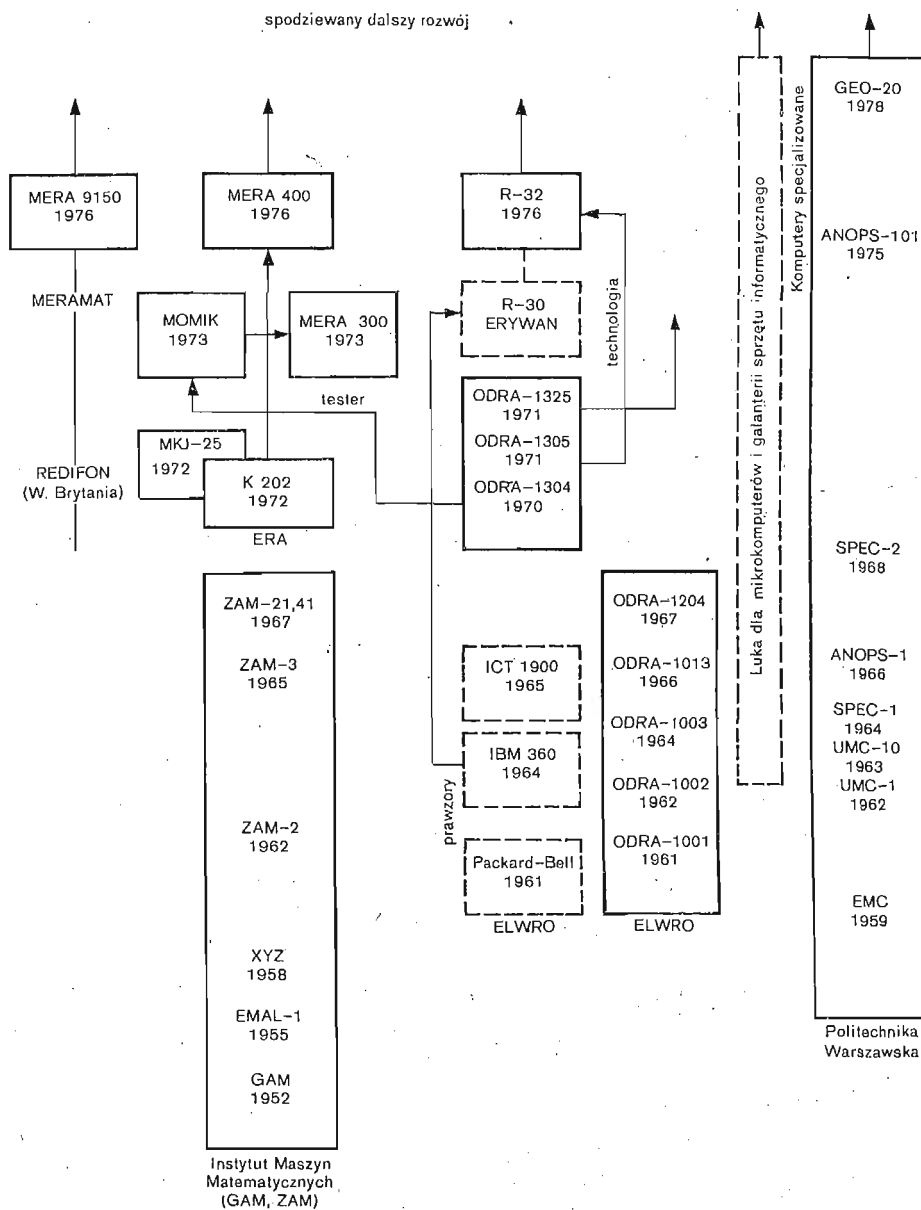 spodziewany dalszy rozwój
MERA 9150
1976
MERAMAT
REDIFON
(W. Brytania)
MERA 400
1976
MOMIK
1973
MERA 300
1973
tester
MKJ-25
1972
K 202
1972
ERA
ZAM-21,41
1967
ZAM-3
1965
ZAM-2
1962
XYZ
1958
EMAL-1
1955
GAM
1952
Instytut Maszyn
Matematycznych
(GAM, ZAM)
R-32
1976
R-30
ERYWAN
technologia
ODRA-1325
1971
ODRA-1305
1971
ODRA-1304
1970
ICT 1900
1965
IBM 360
1964
prawzory
Packard-Bell
1961
ELWRO
ODRA-1204
1967
ODRA-1013
1966
ODRA-1003
1964
ODRA-1002
1962
ODRA-1001
1961
ELWRO
Luka dla mikrokomputerów i galanterii sprzętu informatycznego
Komputery specjalizowane
GEO-20
1978
ANOPS-101
1975
SPEC-2
1968
ANOPS-1
1966
SPEC-1
1964
UMC-10
1963
UMC-1
1962
EMC
1959
Politechnika
Warszawska